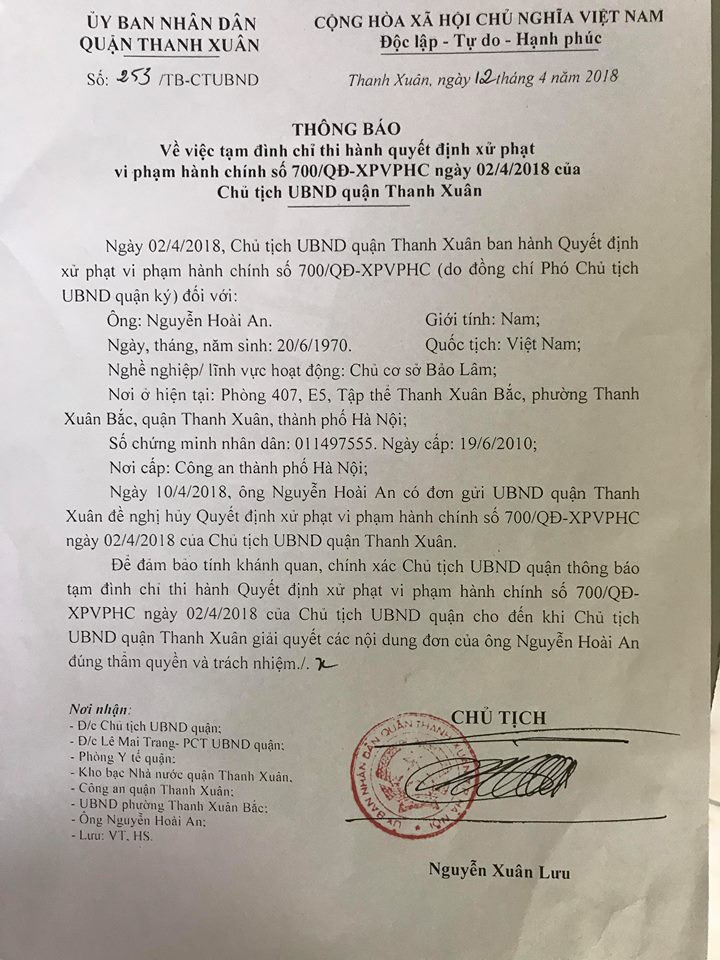 ỦY BAN NHÂN DÂN
QUẬN THANH XUÂN
CỘNG HÒA XÃ HỘI CHỦ NGHĨA VIỆT NAM
Độc lập - Tự do - Hạnh phúc
Số: 253 /TB-CTUBND
Thanh Xuân, ngày 12 tháng 4 năm 2018
THÔNG BÁO
Về việc tạm đình chỉ thi hành quyết định xử phạt
vi phạm hành chính số 700/QĐ-XPVPHC ngày 02/4/2018 của
Chủ tịch UBND quận Thanh Xuân
Ngày 02/4/2018, Chủ tịch UBND quận Thanh Xuân ban hành Quyết định
xử phạt vi phạm hành chính số 700/QĐ-XPVPHC (do đồng chí Phó Chủ tịch
UBND quận ký) đối với:
Ông: Nguyễn Hoài An. Giới tính: Nam;
Ngày, tháng, năm sinh: 20/6/1970. Quốc tịch: Việt Nam;
Nghề nghiệp/ lĩnh vực hoạt động: Chủ cơ sở Bảo Lâm;
Nơi ở hiện tại: Phòng 407, E5, Tập thể Thanh Xuân Bắc, phường Thanh
Xuân Bắc, quận Thanh Xuân, thành phố Hà Nội;
Số chứng minh nhân dân: 011497555. Ngày cấp: 19/6/2010;
Nơi cấp: Công an thành phố Hà Nội;
Ngày 10/4/2018, ông Nguyễn Hoài An có đơn gửi UBND quận Thanh
Xuân đề nghị hủy Quyết định xử phạt vi phạm hành chính số 700/QĐ-XPVPHC
ngày 02/4/2018 của Chủ tịch UBND quận Thanh Xuân.
Để đảm bảo tính khánh quan, chính xác Chủ tịch UBND quận thông báo
tạm đình chỉ thi hành Quyết định xử phạt vi phạm hành chính số 700/QĐ-
XPVPHC ngày 02/4/2018 của Chủ tịch UBND quận cho đến khi Chủ tịch
UBND quận Thanh Xuân giải quyết các nội dung đơn của ông Nguyễn Hoài An
đúng thẩm quyền và trách nhiệm./.
Nơi nhận:
- Đ/c Chủ tịch UBND quận;
- Đ/c Lê Mai Trang- PCT UBND quận;
- Phòng Y tế quận;
- Kho bạc Nhà nước quận Thanh Xuân,
- Công an quận Thanh Xuân;
- UBND phường Thanh Xuân Bắc;
- Ông Nguyễn Hoài An;
- Lưu: VT, HS.
CHỦ TỊCH
ỦY BAN NHÂN DÂN QUẬN THANH XUÂN HÀ NỘI
Nguyễn Xuân Lưu